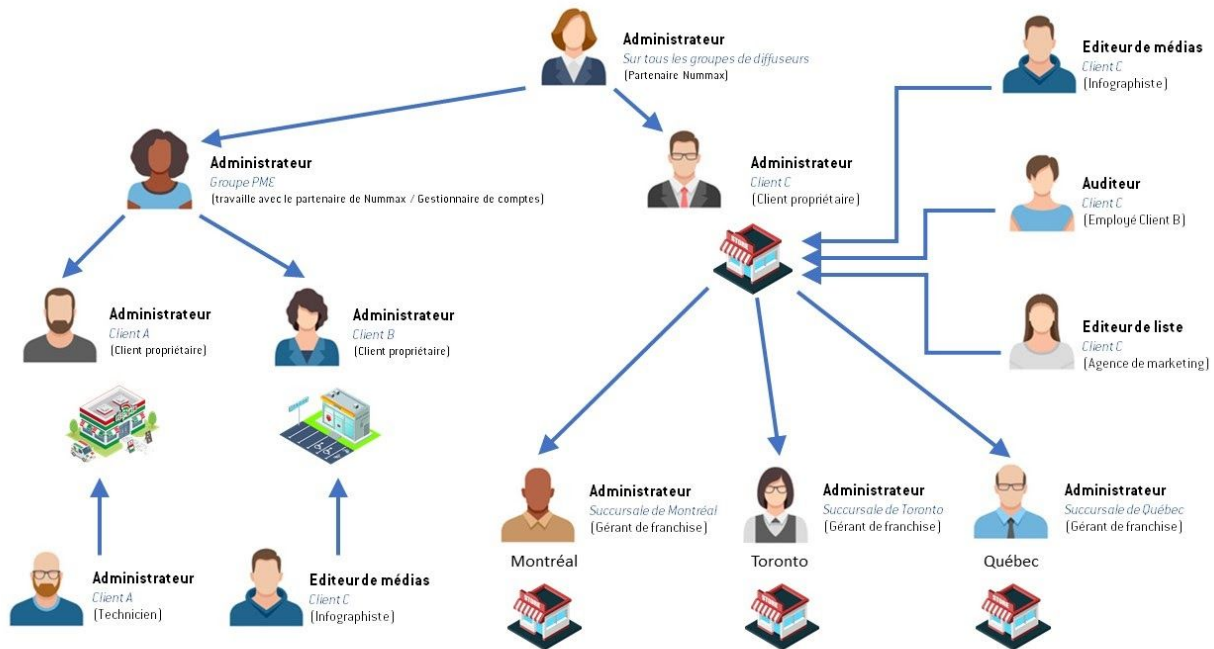 Administrateur
Sur tous les groupes de diffuseurs
(Partenaire Nummax)
Editeur de médias
Client C
(Infographiste)
Administrateur
Groupe PME
(travaille avec le partenaire de Nummax / Gestionnaire de comptes)
Administrateur
Client C
(Client propriétaire)
Auditeur
Client C
(Employé Client B)
Administrateur
Client A
(Client propriétaire)
Administrateur
Client B
(Client propriétaire)
Editeur de liste
Client C
(Agence de marketing)
STORE
Administrateur
Succursale de Montréal
(Gérant de franchise)
Administrateur
Succursale de Toronto
(Gérant de franchise)
Administrateur
Succursale de Québec
(Gérant de franchise)
Montréal
Toronto
Québec
Administrateur
Client A
(Technicien)
Editeur de médias
Client C
(Infographiste)
STORE
STORE
STORE